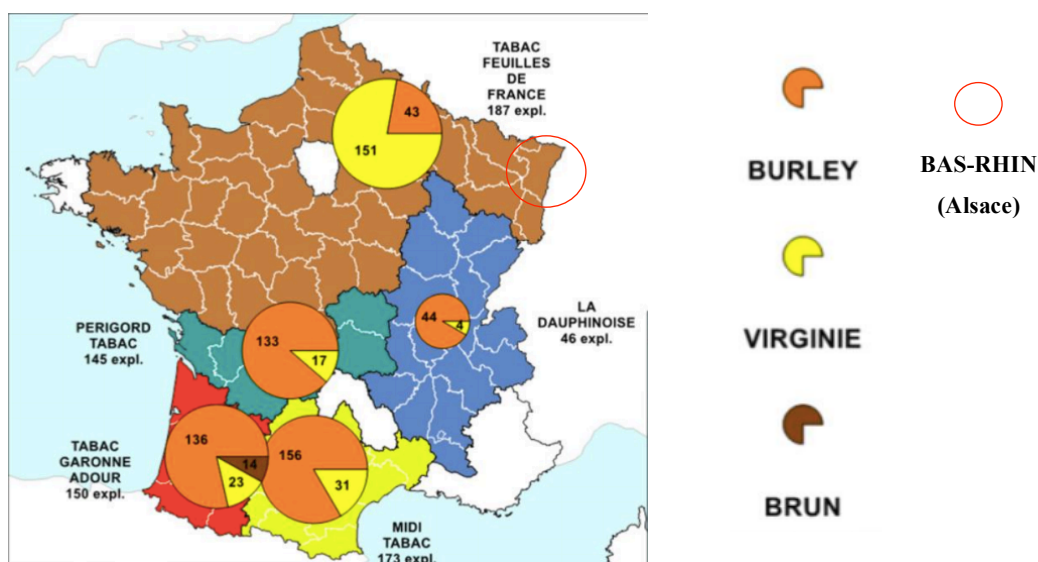 TABAC
FEUILLES
DE
FRANCE
187 expl.
43
151
LA
DAUPHINOISE
46 expl.
44
4
PERIGORD
TABAC
145 expl.
133
17
TABAC
GARONNE
ADOUR
150 expl.
136
14
23
156
31
MIDI
TABAC
173 expl.
BURLEY
VIRGINIE
BRUN
BAS-RHIN
(Alsace)